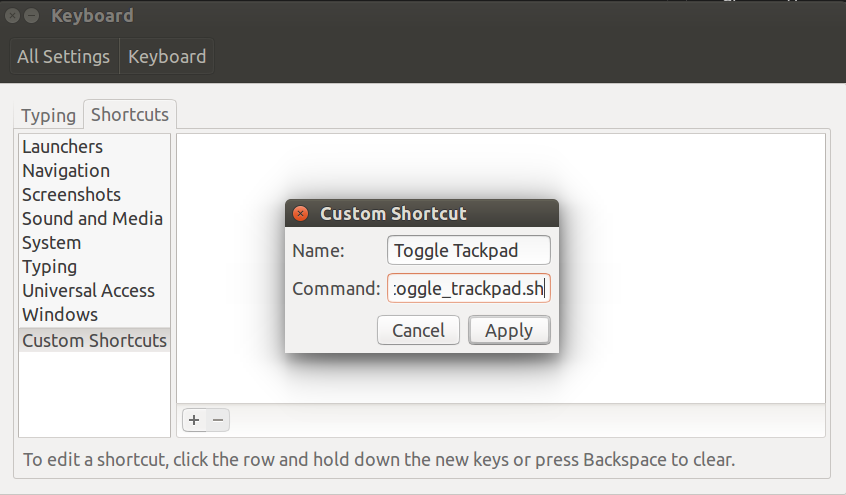 Keyboard
All Settings Keyboard
Typing Shortcuts
Launchers
Navigation
Screenshots
Sound and Media
System
Typing
Universal Access
Windows
Custom Shortcuts
Custom Shortcut
Name: Toggle Tackpad
Command: toggle_trackpad.sh
Cancel Apply
+ −
To edit a shortcut, click the row and hold down the new keys or press Backspace to clear.